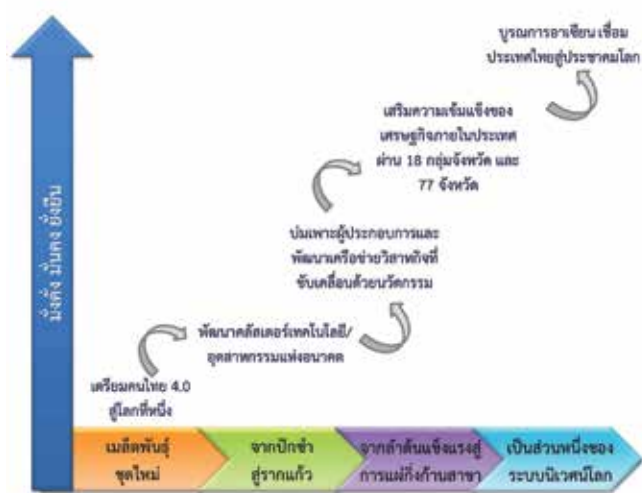 บูรณการอาเซียน เชื่อม
ประเทศไทยสู่ประชาคมโลก
เสริมความเข้มแข็งของ
เศรษฐกิจภายในประเทศ
ผ่าน 18 กลุ่มจังหวัด และ
77 จังหวัด
บ่มเพาะผู้ประกอบการและ
พัฒนาเครือข่ายวิสาหกิจที่
ขับเคลื่อนด้วยนวัตกรรม
พัฒนาคลัสเตอร์เทคโนโลยี/
อุตสาหกรรมแห่งอนาคต
เตรียมคนไทย 4.0
สู่โลกที่หนึ่ง
มั่งคั่ง มั่นคง ยั่งยืน
เมล็ดพันธุ์
ชุดใหม่
จากปักชำ
สู่รากแก้ว
จากลำต้นแข็งแรงสู่
การแผ่กิ่งก้านสาขา
เป็นส่วนหนึ่งของ
ระบบนิเวศน์โลก